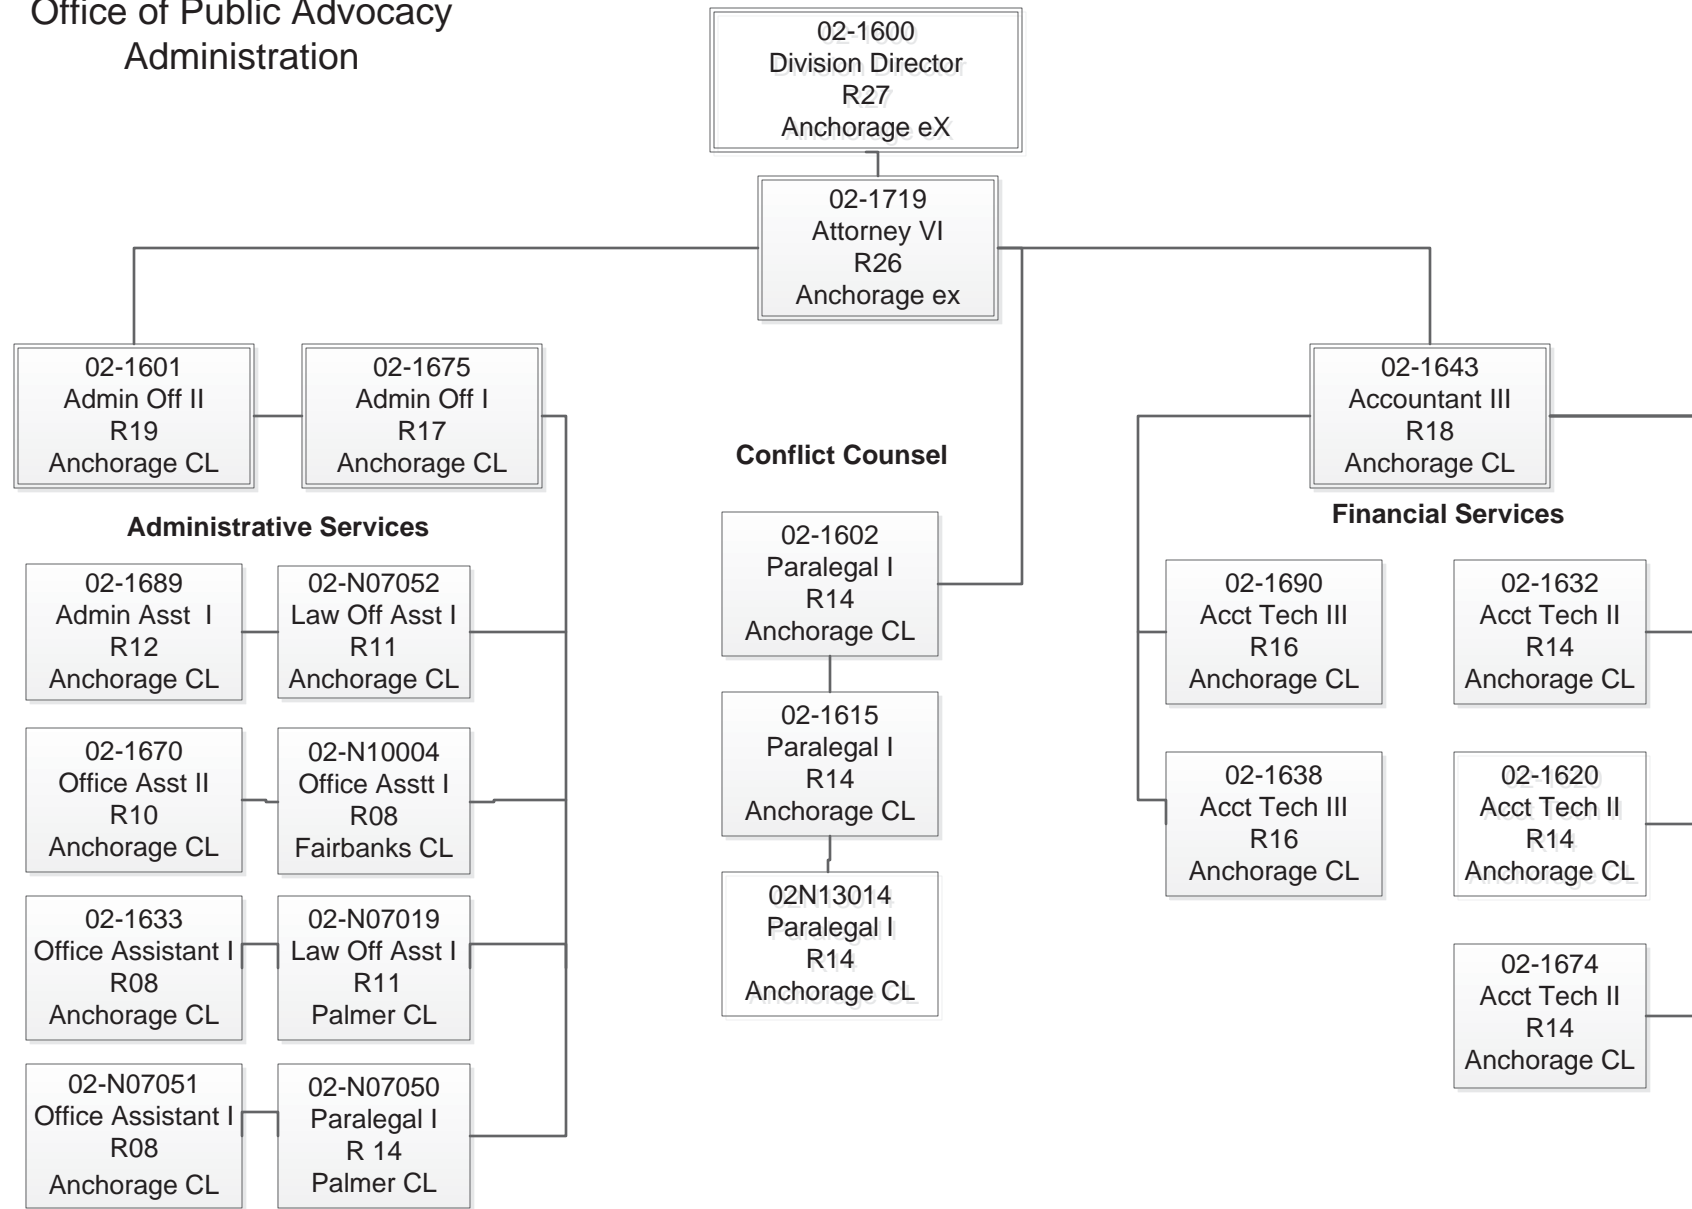 Office of Public Advocacy
Administration
02-1600
Division Director
R27
Anchorage eX
02-1719
Attorney VI
R26
Anchorage ex
02-1601
Admin Off II
R19
Anchorage CL
02-1675
Admin Off I
R17
Anchorage CL
02-1643
Accountant III
R18
Anchorage CL
Administrative Services
02-1689
Admin Asst I
R12
Anchorage CL
02-N07052
Law Off Asst I
R11
Anchorage CL
02-1670
Office Asst II
R10
Anchorage CL
02-N10004
Office Asstt I
R08
Fairbanks CL
02-1633
Office Assistant I
R08
Anchorage CL
02-N07019
Law Off Asst I
R11
Palmer CL
02-N07051
Office Assistant I
R08
Anchorage CL
02-N07050
Paralegal I
R 14
Palmer CL
Conflict Counsel
02-1602
Paralegal I
R14
Anchorage CL
02-1615
Paralegal I
R14
Anchorage CL
02N13014
Paralegal I
R14
Anchorage CL
Financial Services
02-1690
Acct Tech III
R16
Anchorage CL
02-1632
Acct Tech II
R14
Anchorage CL
02-1638
Acct Tech III
R16
Anchorage CL
02-1620
Acct Tech II
R14
Anchorage CL
02-1674
Acct Tech II
R14
Anchorage CL